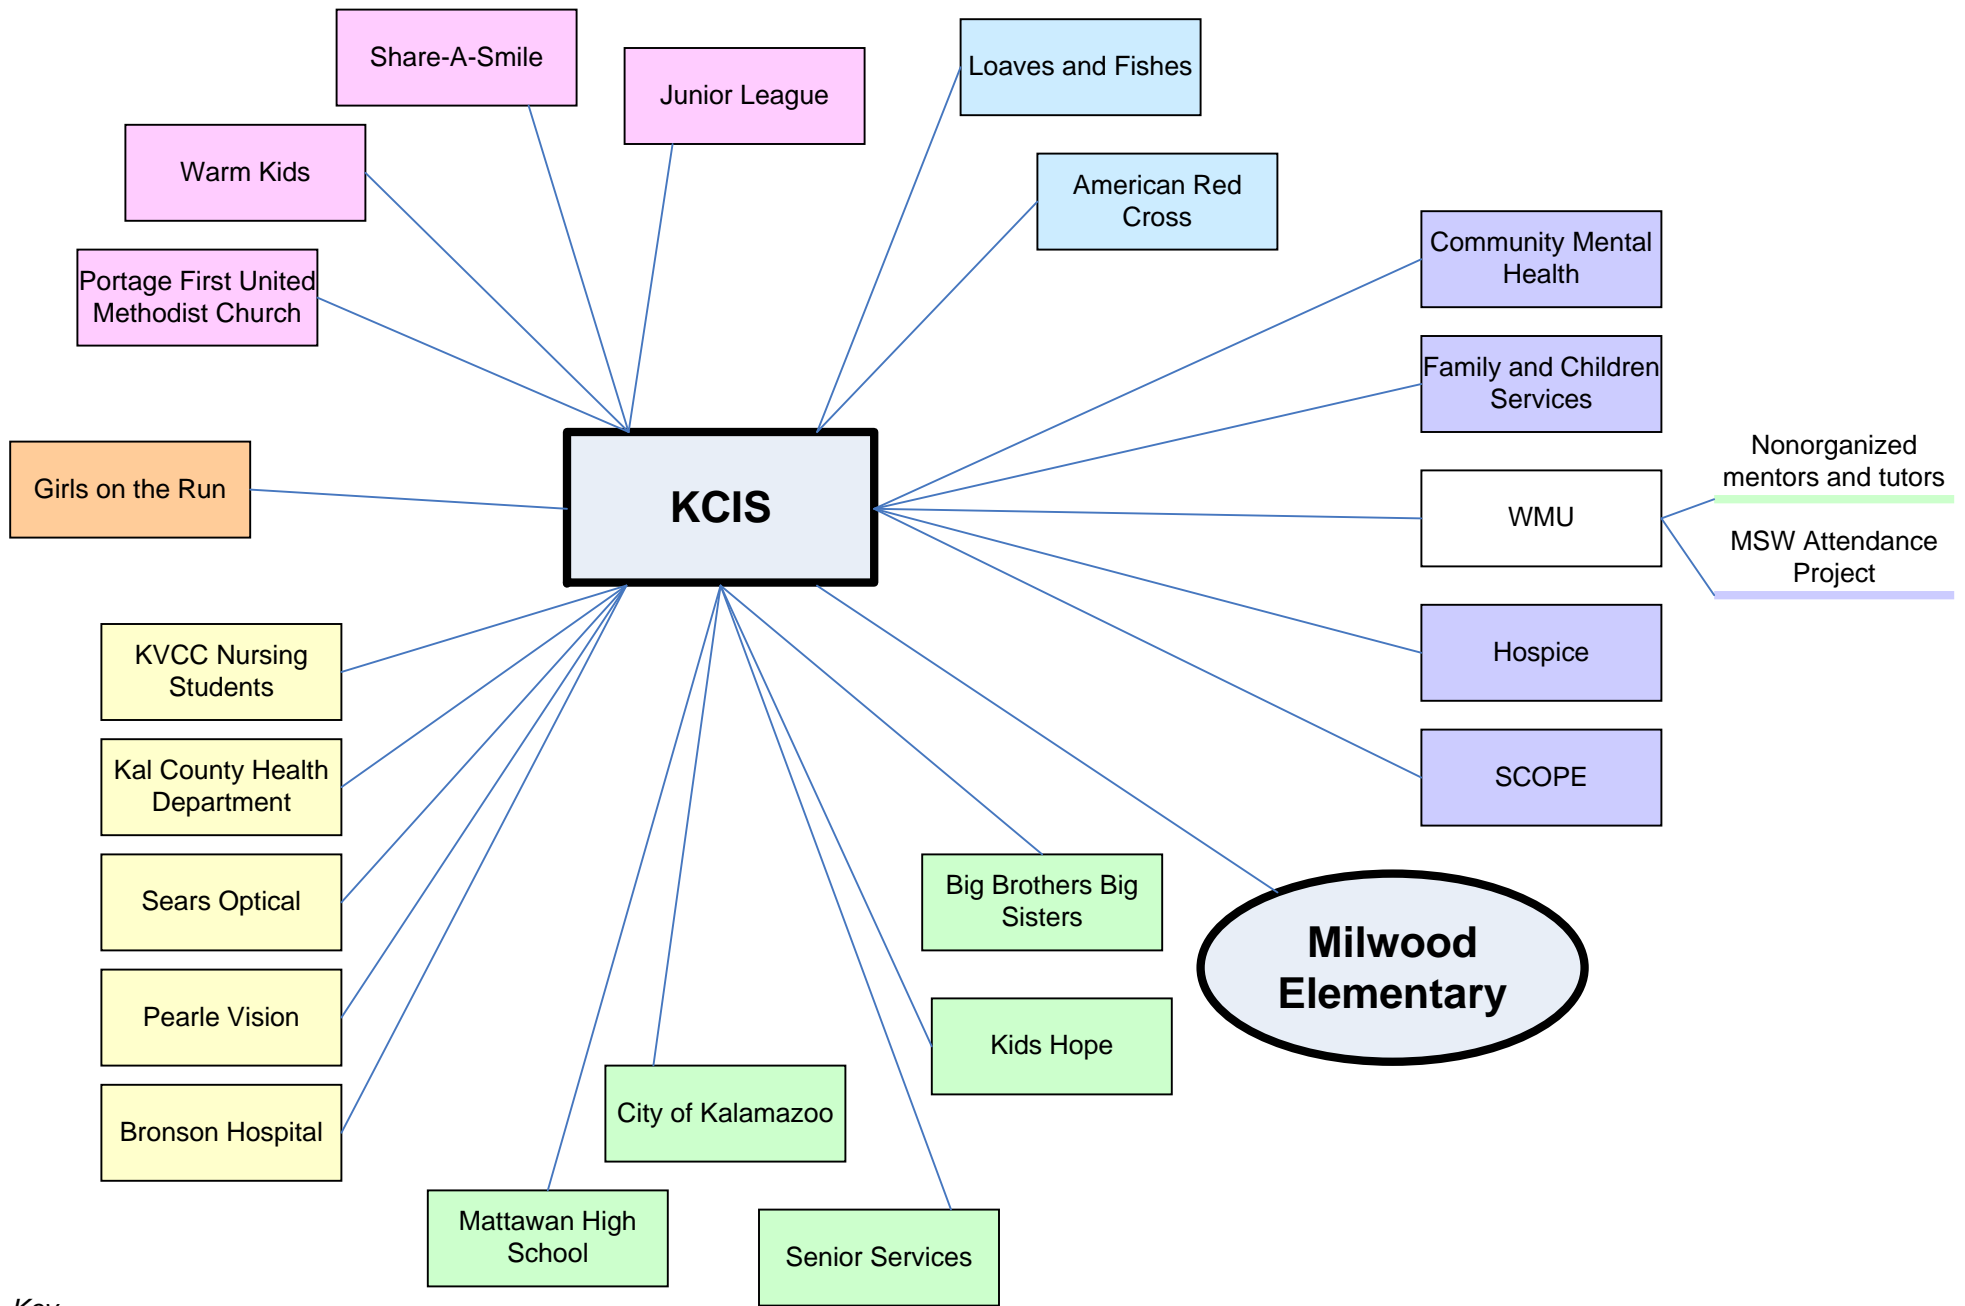 Share-A-Smile
Junior League
Loaves and Fishes
Warm Kids
American Red
Cross
Portage First United
Methodist Church
Community Mental
Health
Family and Children
Services
Girls on the Run
KCIS
WMU
Nonorganized
mentors and tutors
MSW Attendance
Project
Hospice
SCOPE
KVCC Nursing
Students
Kal County Health
Department
Sears Optical
Pearle Vision
Bronson Hospital
Big Brothers Big
Sisters
Milwood
Elementary
Kids Hope
City of Kalamazoo
Mattawan High
School
Senior Services
Key